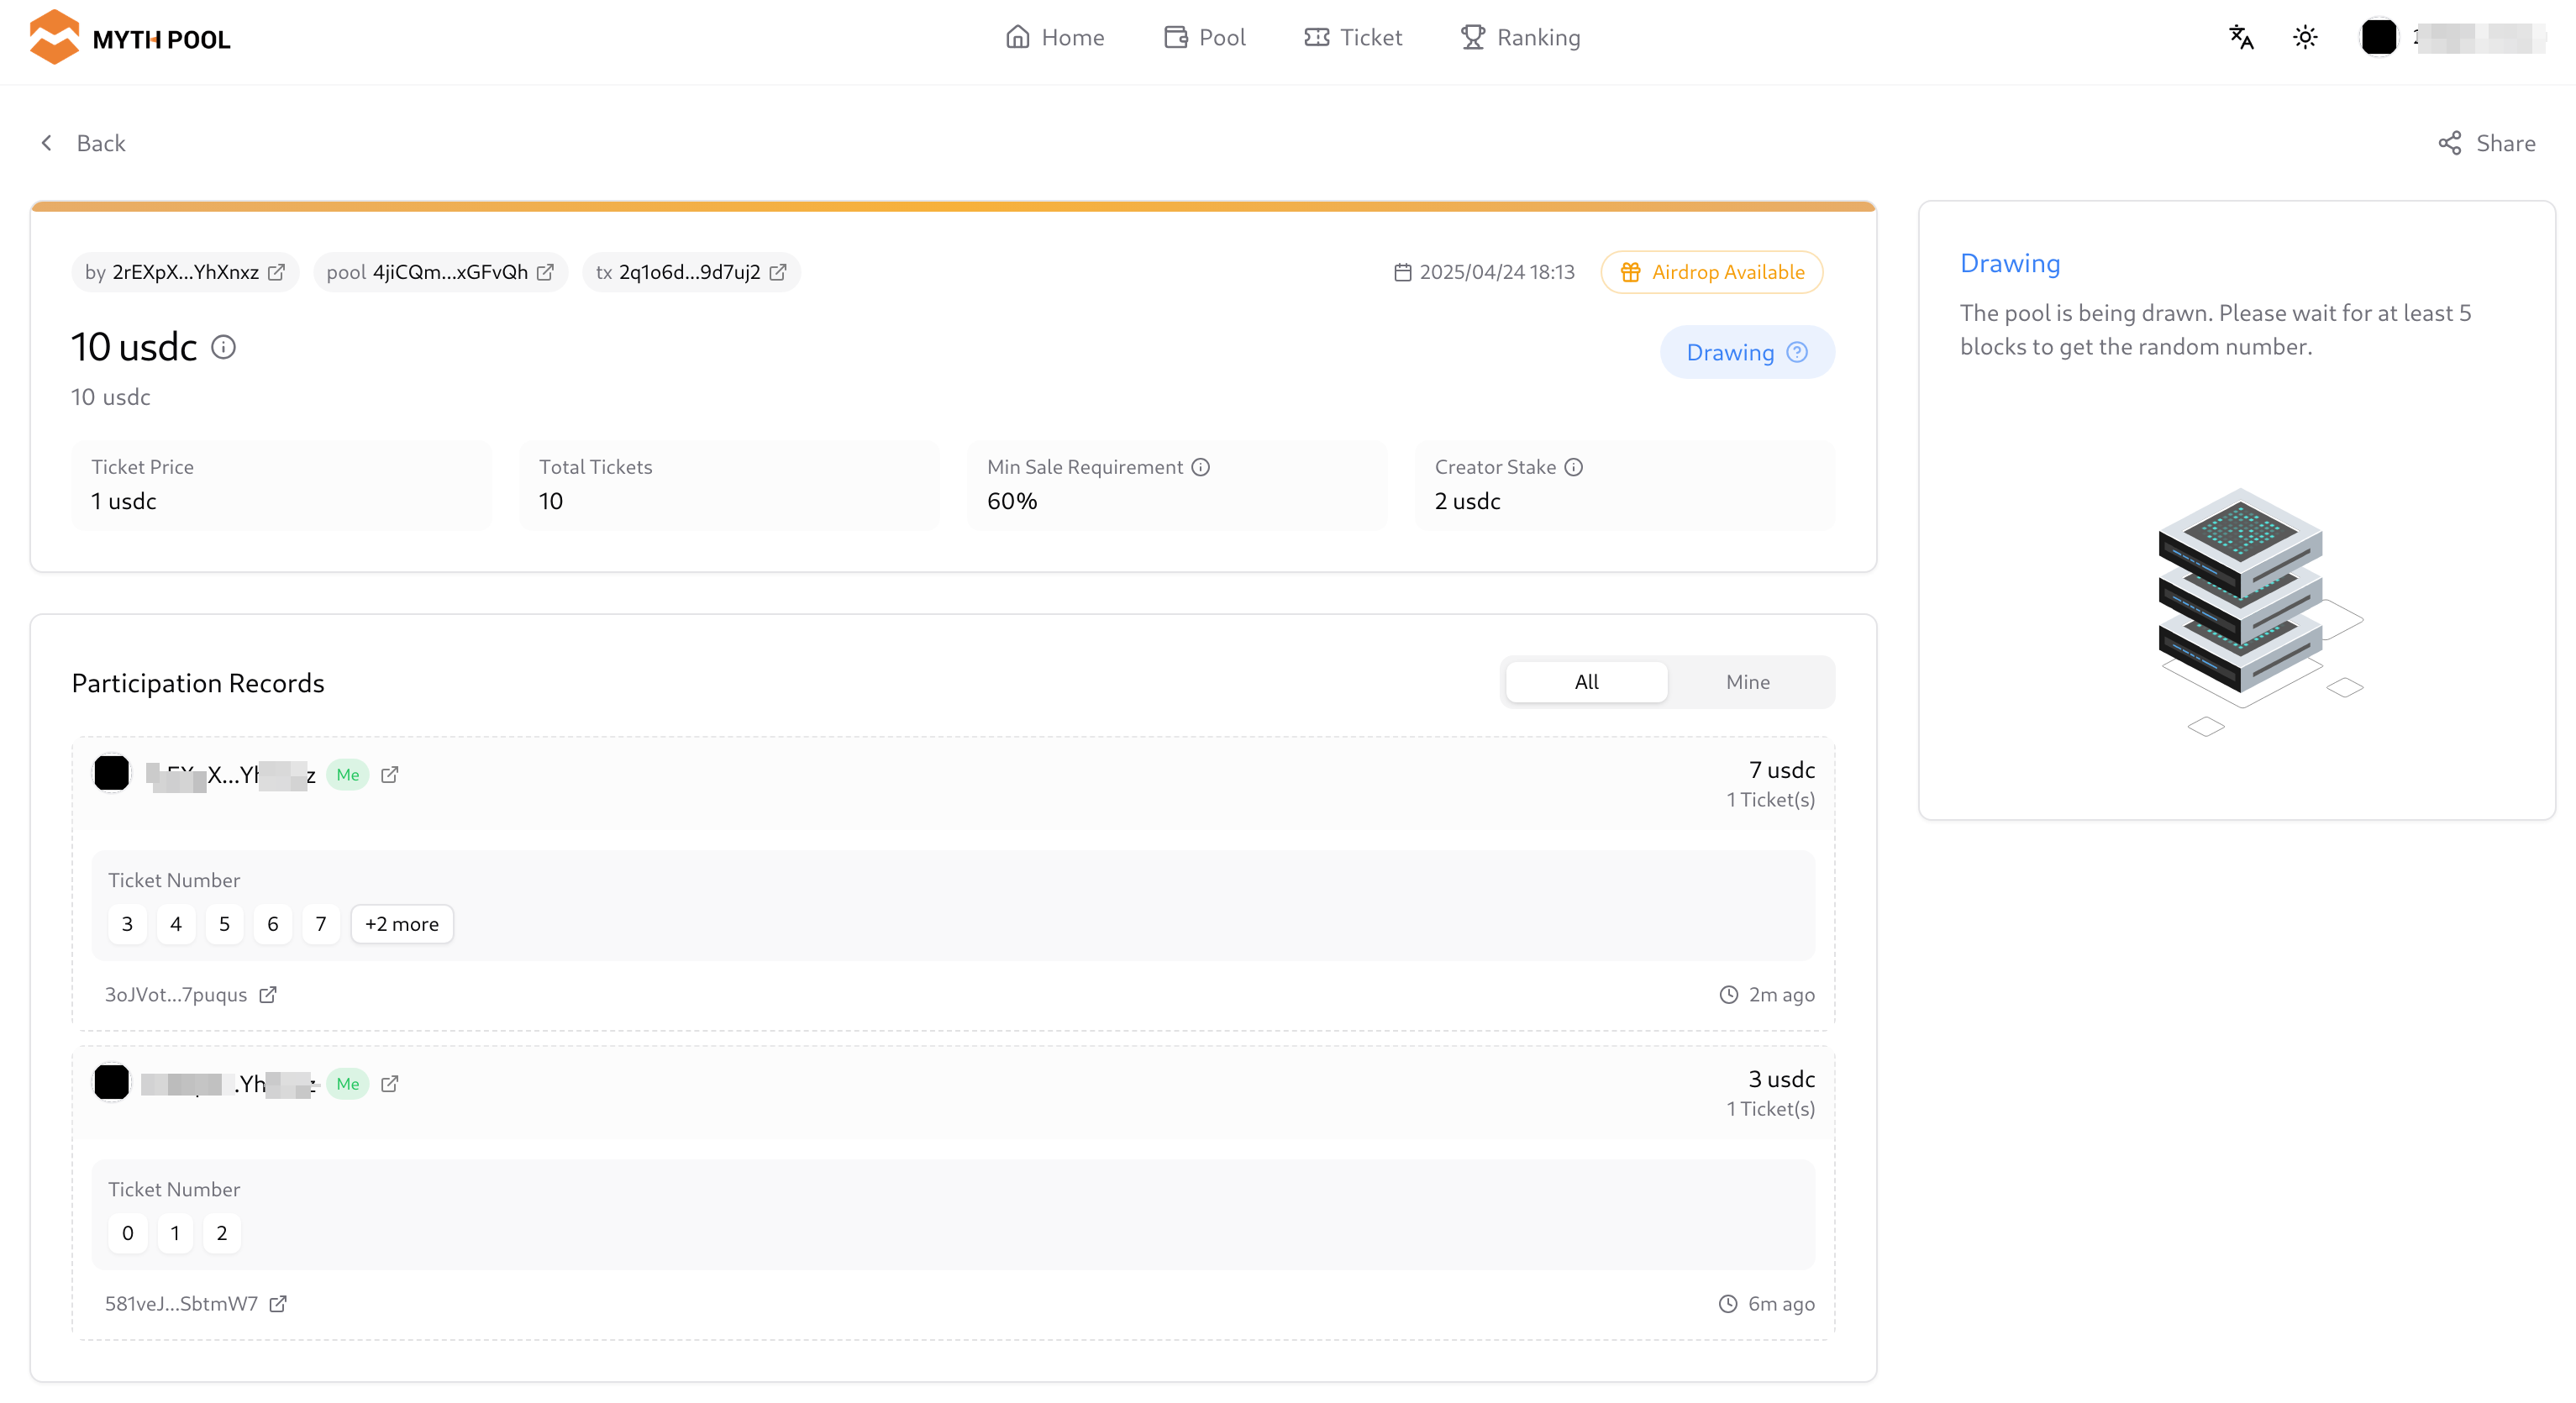 MYTH POOL
Home
Pool
Ticket
Ranking
Back
Share
by 2rEXpX...YhXnxz
pool 4jiCQm...xGFvQh
tx 2q1o6d...9d7uj2
2025/04/24 18:13
Airdrop Available
10 usdc
Drawing
10 usdc
Ticket Price
1 usdc
Total Tickets
10
Min Sale Requirement
60%
Creator Stake
2 usdc
Drawing
The pool is being drawn. Please wait for at least 5
blocks to get the random number.
Participation Records
All
Mine
Me
7 usdc
1 Ticket(s)
Ticket Number
3 4 5 6 7 +2 more
3oJVot...7puqus
2m ago
Me
3 usdc
1 Ticket(s)
Ticket Number
0 1 2
581veJ...SbtmW7
6m ago